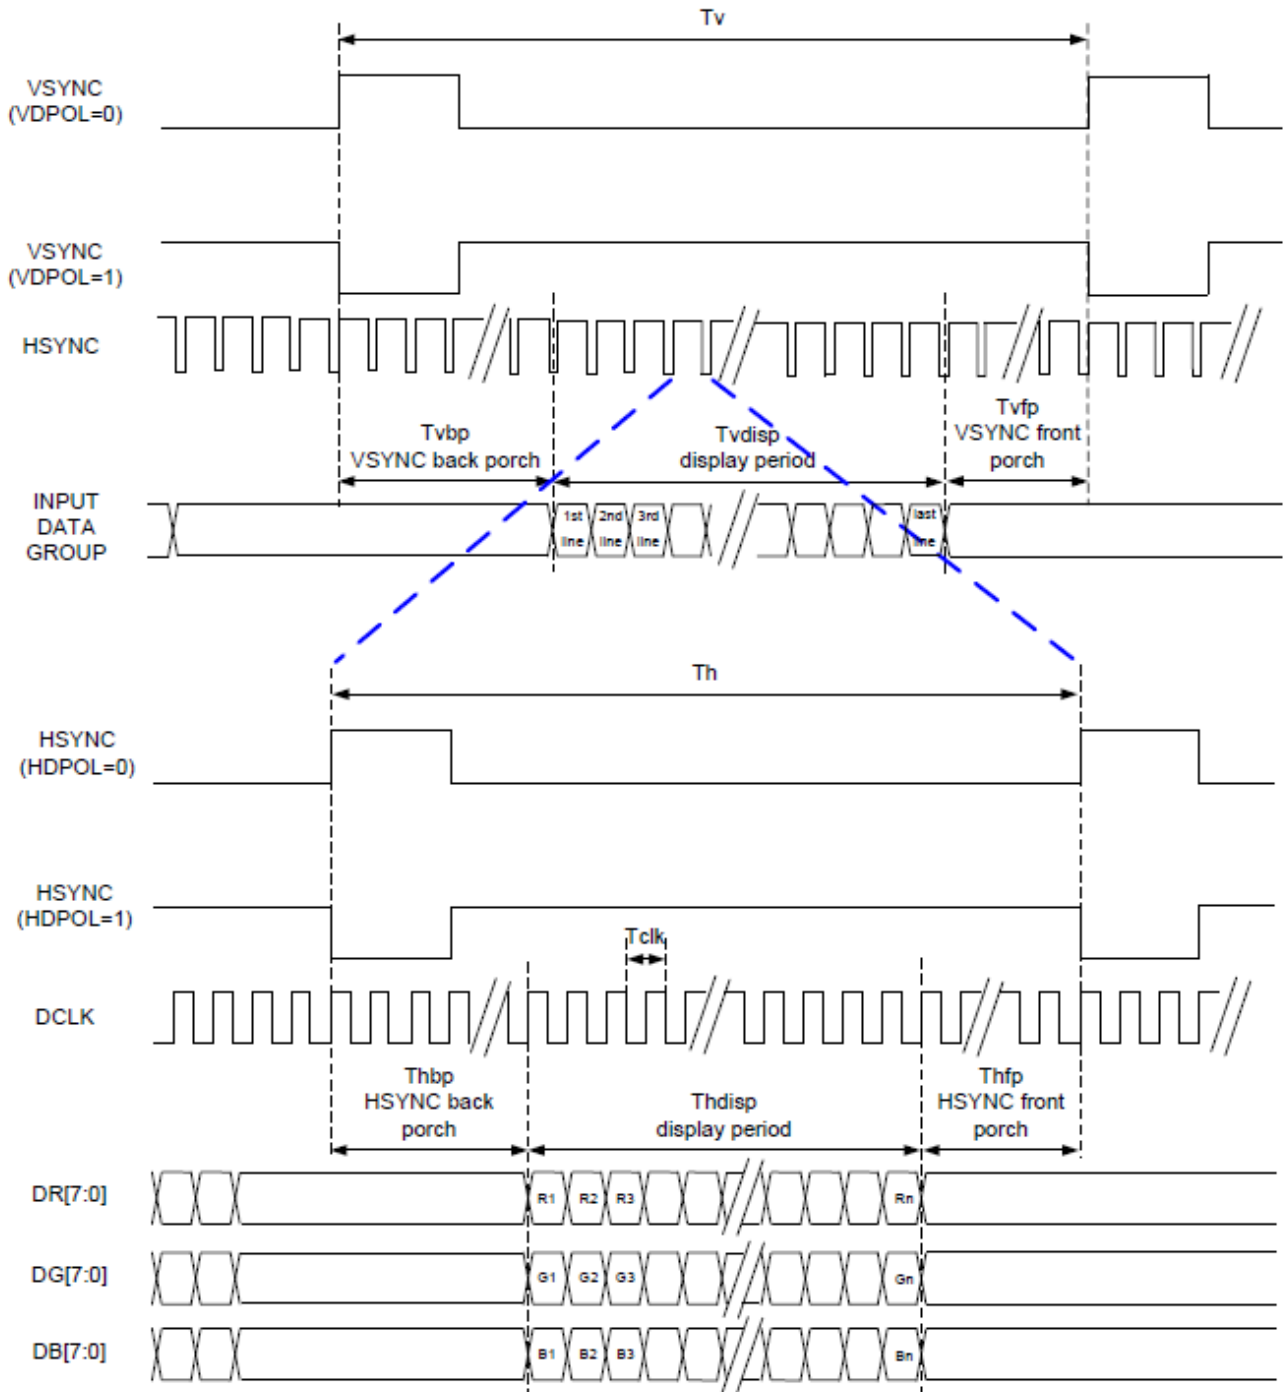 Tv
VSYNC
(VDPOL=0)
VSYNC
(VDPOL=1)
HSYNC
Tvbp
VSYNC back porch
Tvdisp
display period
Tvfp
VSYNC front
porch
INPUT
DATA
GROUP
1st
line
2nd
line
3rd
line
last
line
Th
HSYNC
(HDPOL=0)
HSYNC
(HDPOL=1)
Tclk
DCLK
Thbp
HSYNC back
porch
Thdisp
display period
Thfp
HSYNC front
porch
DR[7:0]
R1 R2 R3 Rn
DG[7:0]
G1 G2 G3 Gn
DB[7:0]
B1 B2 B3 Bn